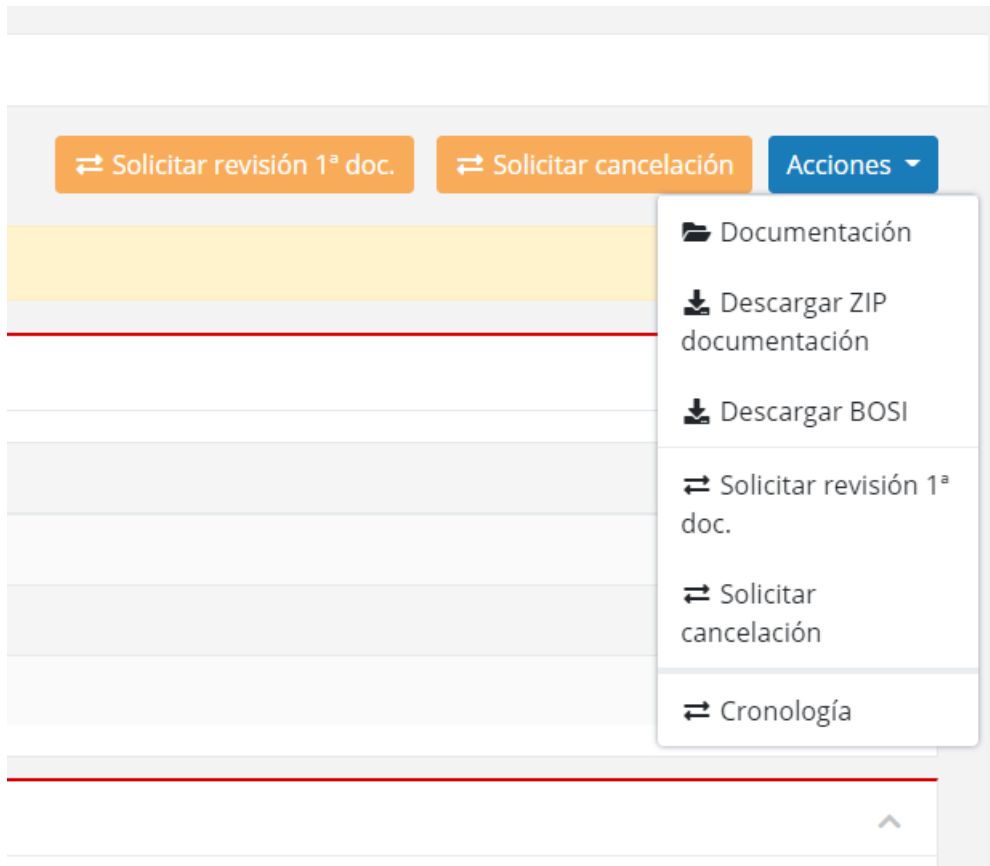 Solicitar revisión 1ª doc.
Solicitar cancelación
Acciones
Documentación
Descargar ZIP
documentación
Descargar BOSI
Solicitar revisión 1ª
doc.
Solicitar
cancelación
Cronología